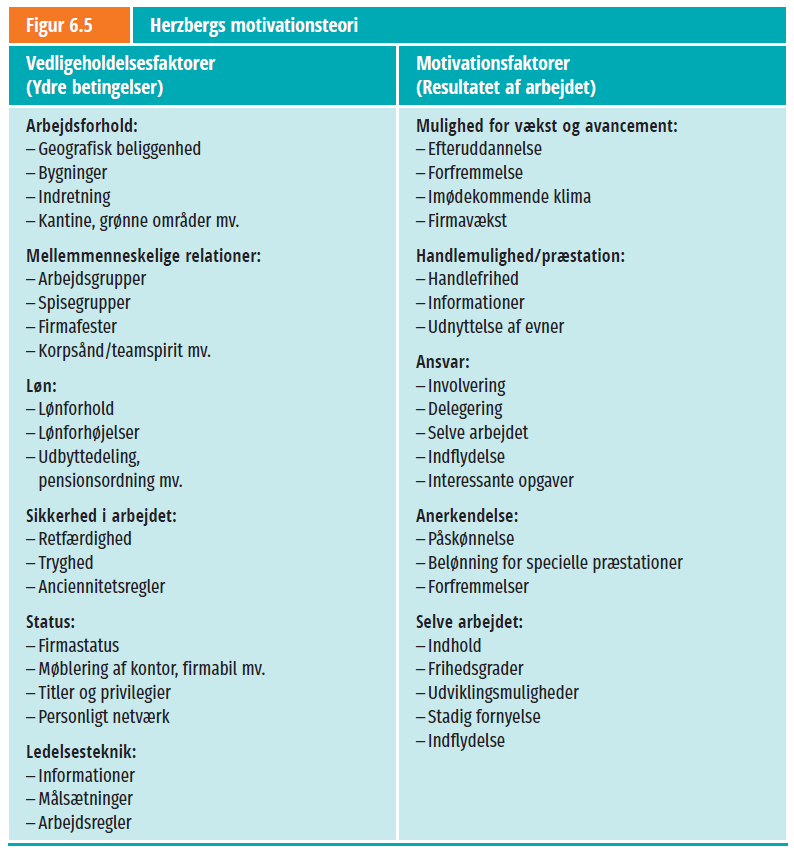 Figur 6.5
Herzbergs motivationsteori
Vedligeholdelsesfaktorer
(Ydre betingelser)
Arbejdsforhold:
– Geografisk beliggenhed
– Bygninger
– Indretning
– Kantine, grønne områder mv.
Mellemmenneskelige relationer:
– Arbejdsgrupper
– Spisegrupper
– Firmafester
– Korpsånd/teamspirit mv.
Løn:
– Lønforhold
– Lønforhøjelser
– Udbyttedeling,
pensionsordning mv.
Sikkerhed i arbejdet:
– Retfærdighed
– Tryghed
– Anciennitetsregler
Status:
– Firmastatus
– Møblering af kontor, firmabil mv.
– Titler og privilegier
– Personligt netværk
Ledelsesteknik:
– Informationer
– Målsætninger
– Arbejdsregler
Motivationsfaktorer
(Resultatet af arbejdet)
Mulighed for vækst og avancement:
– Efteruddannelse
– Forfremmelse
– Imødekommende klima
– Firmavækst
Handlemulighed/præstation:
– Handlefrihed
– Informationer
– Udnyttelse af evner
Ansvar:
– Involvering
– Delegering
– Selve arbejdet
– Indflydelse
– Interessante opgaver
Anerkendelse:
– Påskønnelse
– Belønning for specielle præstationer
– Forfremmelser
Selve arbejdet:
– Indhold
– Frihedsgrader
– Udviklingsmuligheder
– Stadig fornyelse
– Indflydelse